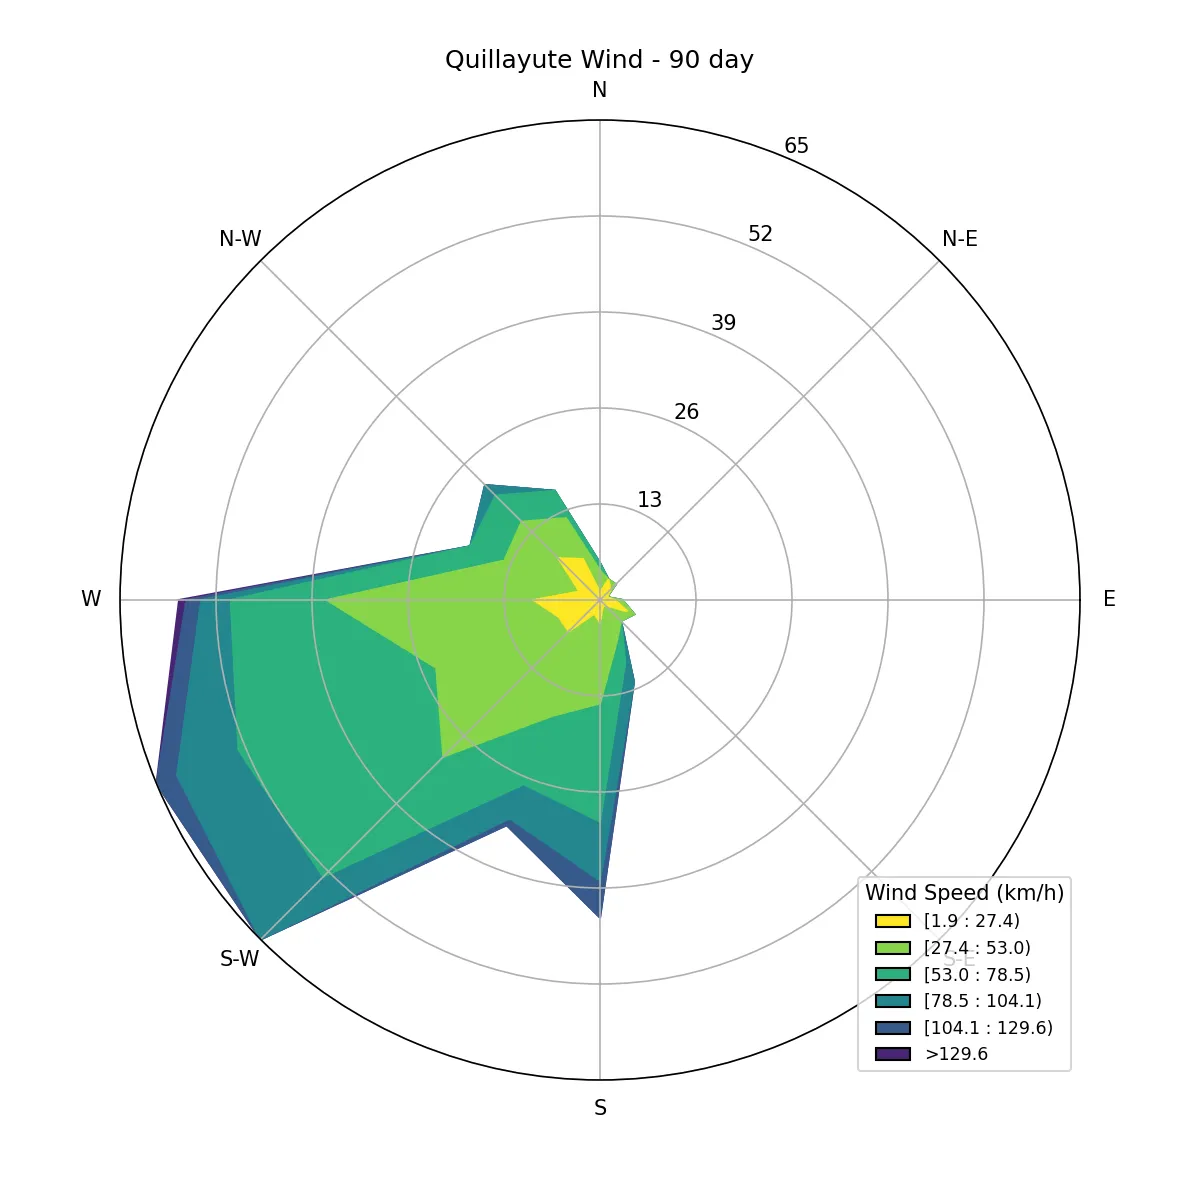 Quillayute Wind - 90 day
N
65
N-W
52
N-E
39
26
13
W
E
S-W
S-E
S
Wind Speed (km/h)
[1.9 : 27.4)
[27.4 : 53.0)
[53.0 : 78.5)
[78.5 : 104.1)
[104.1 : 129.6)
>129.6